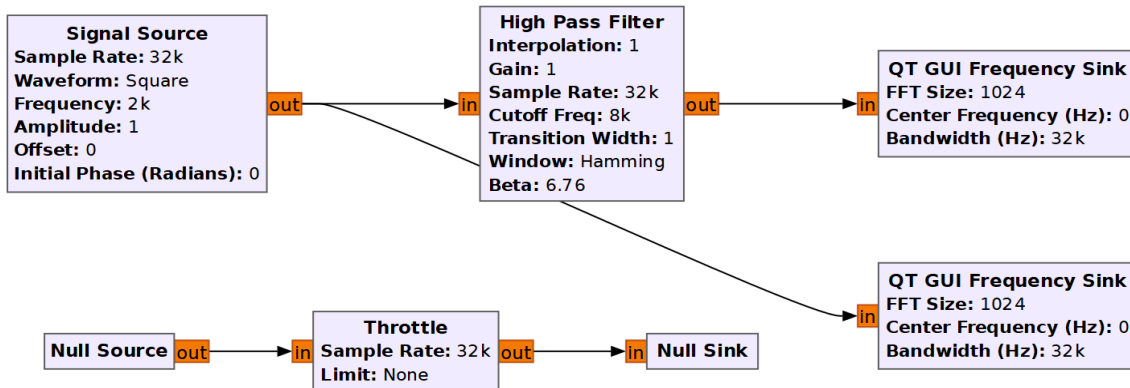 Signal Source
Sample Rate: 32k
Waveform: Square
Frequency: 2k
Amplitude: 1
Offset: 0
Initial Phase (Radians): 0
out
in
High Pass Filter
Interpolation: 1
Gain: 1
Sample Rate: 32k
Cutoff Freq: 8k
Transition Width: 1
Window: Hamming
Beta: 6.76
out
in
QT GUI Frequency Sink
FFT Size: 1024
Center Frequency (Hz): 0
Bandwidth (Hz): 32k
in
QT GUI Frequency Sink
FFT Size: 1024
Center Frequency (Hz): 0
Bandwidth (Hz): 32k
Null Source
out
in
Throttle
Sample Rate: 32k
Limit: None
out
in
Null Sink